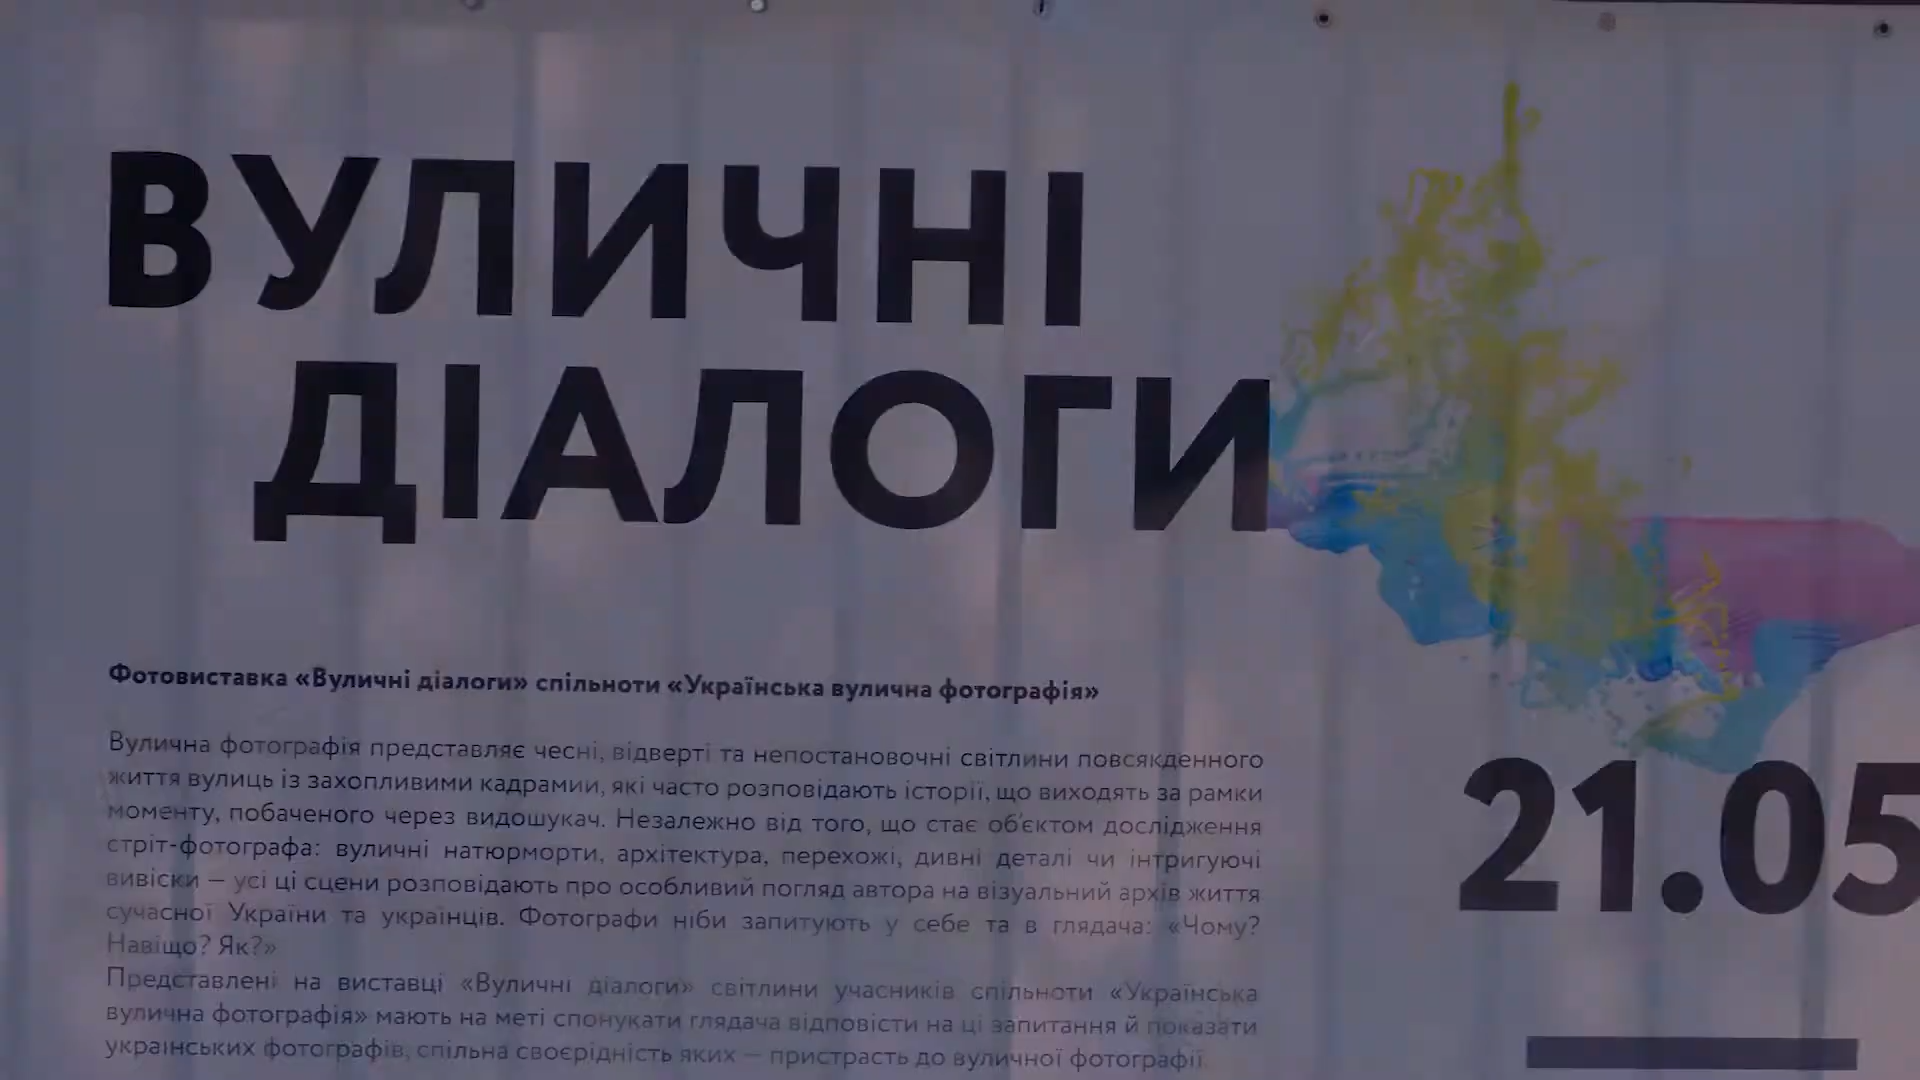 ВУЛИЧНІ
ДІАЛОГИ
Фотовиставка «Вуличні діалоги» спільноти «Українська вулична фотографія»
Вулична фотографія представляє чесні, відверті та непостановочні світлини повсякденного
життя вулиць із захопливими кадрамии, які часто розповідають історії, що виходять за рамки
моменту, побаченого через видошукач. Незалежно від того, що стає об'єктом дослідження
стріт-фотографа: вуличні натюрморти, архітектура, перехожі, дивні деталі чи інтригуючі
вивіски — усі ці сцени розповідають про особливий погляд автора на візуальний архів життя
сучасної України та українців. Фотографи ніби запитують у себе та в глядача: «Чому?
Навіщо? Як?»
Представлені на виставці «Вуличні діалоги» світлини учасників спільноти «Українська
вулична фотографія» мають на меті спонукати глядача відповісти на ці запитання й показати
українських фотографів, спільна своєрідність яких — пристрасть до вуличної фотографії.
21.05